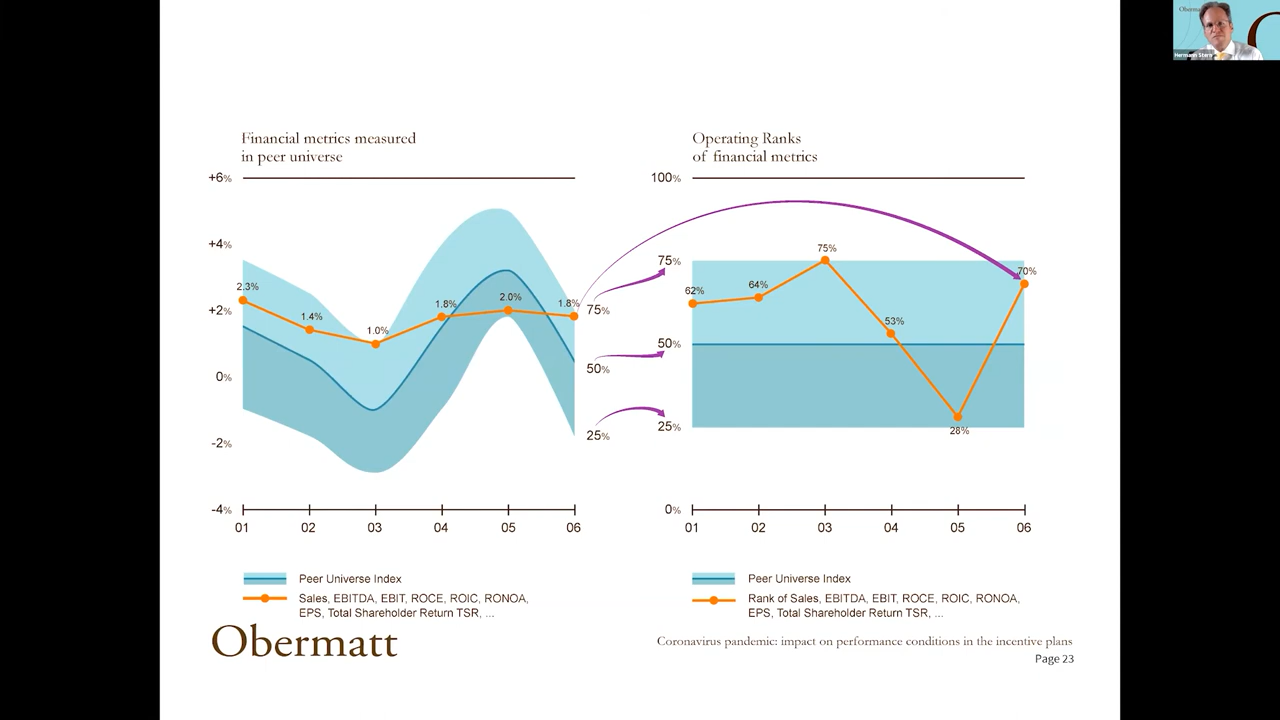 Financial metrics measured
in peer universe
+6%
+4%
+2%
0%
-2%
-4%
2.3%
1.4%
1.0%
1.8%
2.0%
1.8%
75%
50%
25%
01 02 03 04 05 06
Peer Universe Index
Sales, EBITDA, EBIT, ROCE, ROIC, RONOA,
EPS, Total Shareholder Return TSR, ...
Operating Ranks
of financial metrics
100%
75%
50%
25%
0%
62%
64%
75%
53%
28%
70%
01 02 03 04 05 06
Peer Universe Index
Rank of Sales, EBITDA, EBIT, ROCE, ROIC, RONOA,
EPS, Total Shareholder Return TSR, ...
Obermatt
Coronavirus pandemic: impact on performance conditions in the incentive plans
Page 23
Hermann Stern